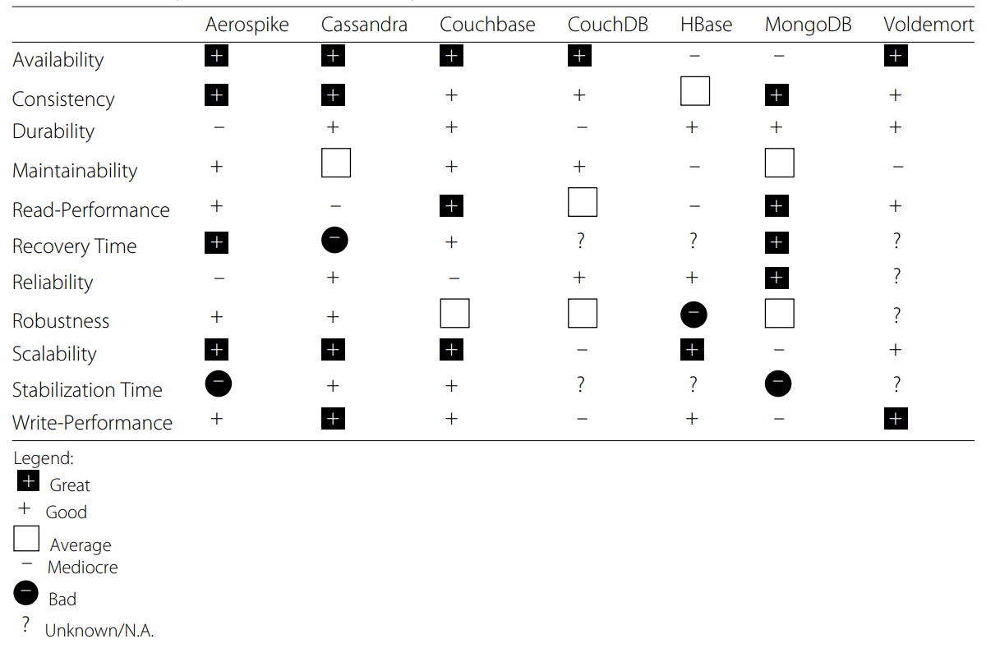 Aerospike Cassandra Couchbase CouchDB HBase MongoDB Voldemort
Availability + + + + − − +
Consistency + + + + + +
Durability − + + − + + +
Maintainability + + + − −
Read-Performance + − + − + +
Recovery Time + − + ? ? + ?
Reliability − + − + + + ?
Robustness + + − ?
Scalability + + + − + − +
Stabilization Time − + + ? ? − ?
Write-Performance + + + − + − +
Legend:
+ Great
+ Good
Average
− Mediocre
− Bad
? Unknown/N.A.